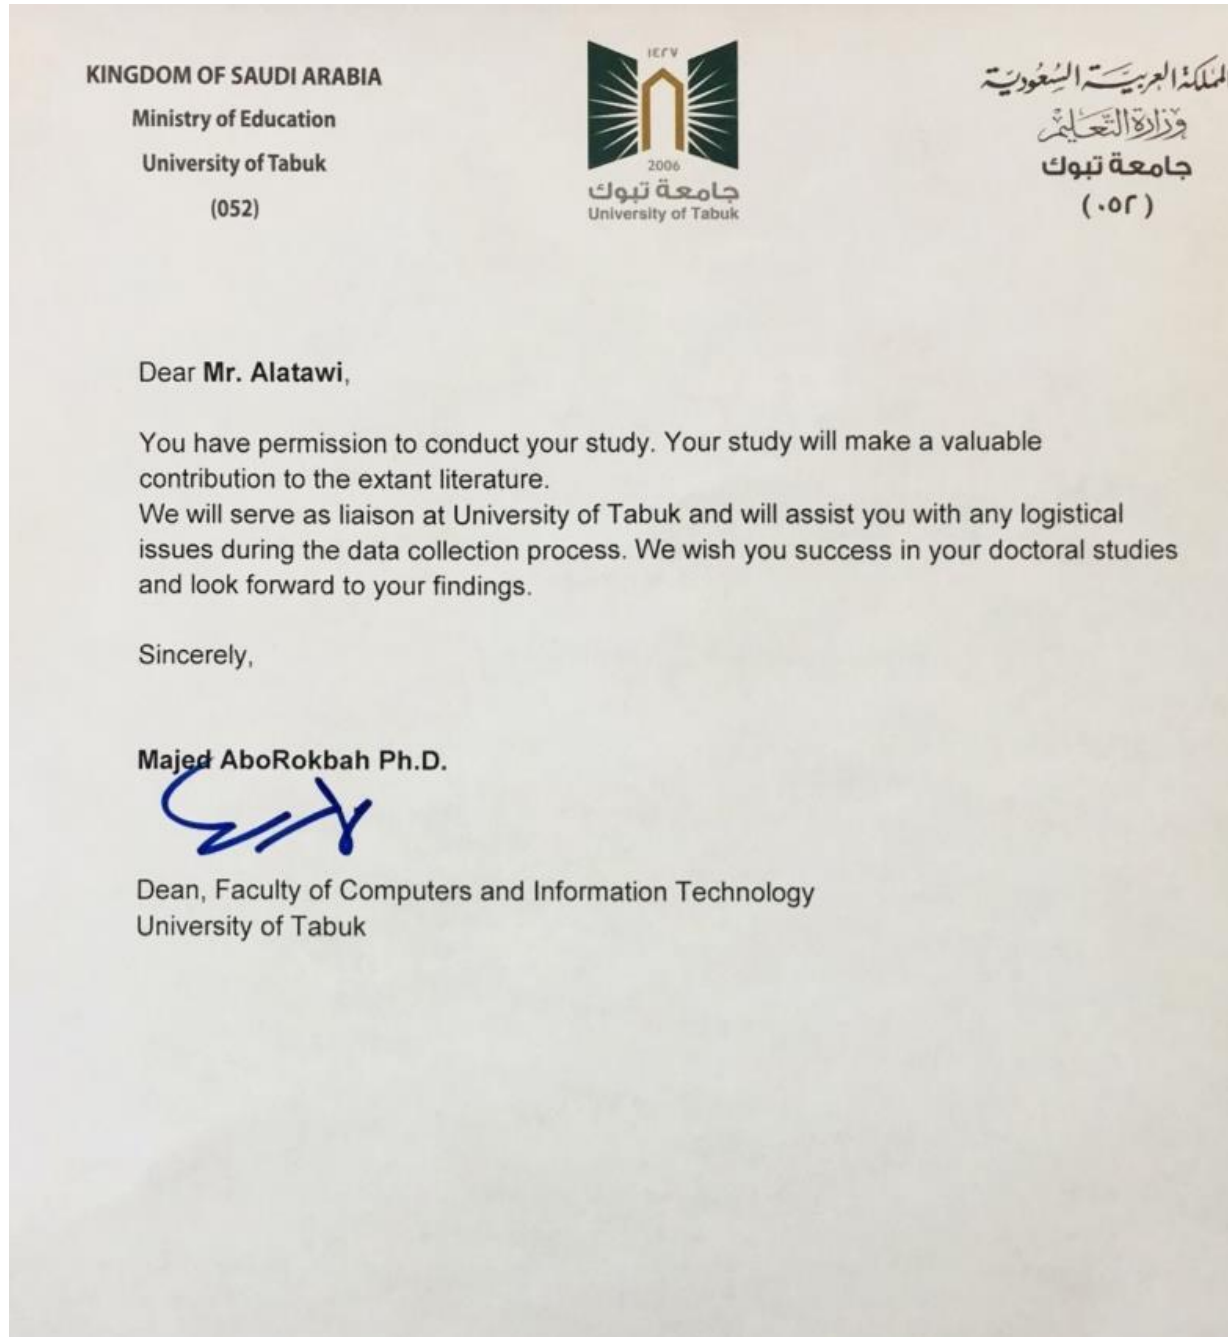 KINGDOM OF SAUDI ARABIA
Ministry of Education
University of Tabuk
(052)
١٤٢٧
2006
جامعة تبوك
University of Tabuk
المملكة العربية السعودية
وزارة التعليم
جامعة تبوك
(٠٥٢)
Dear Mr. Alatawi,
You have permission to conduct your study. Your study will make a valuable
contribution to the extant literature.
We will serve as liaison at University of Tabuk and will assist you with any logistical
issues during the data collection process. We wish you success in your doctoral studies
and look forward to your findings.
Sincerely,
Majed AboRokbah Ph.D.
Dean, Faculty of Computers and Information Technology
University of Tabuk